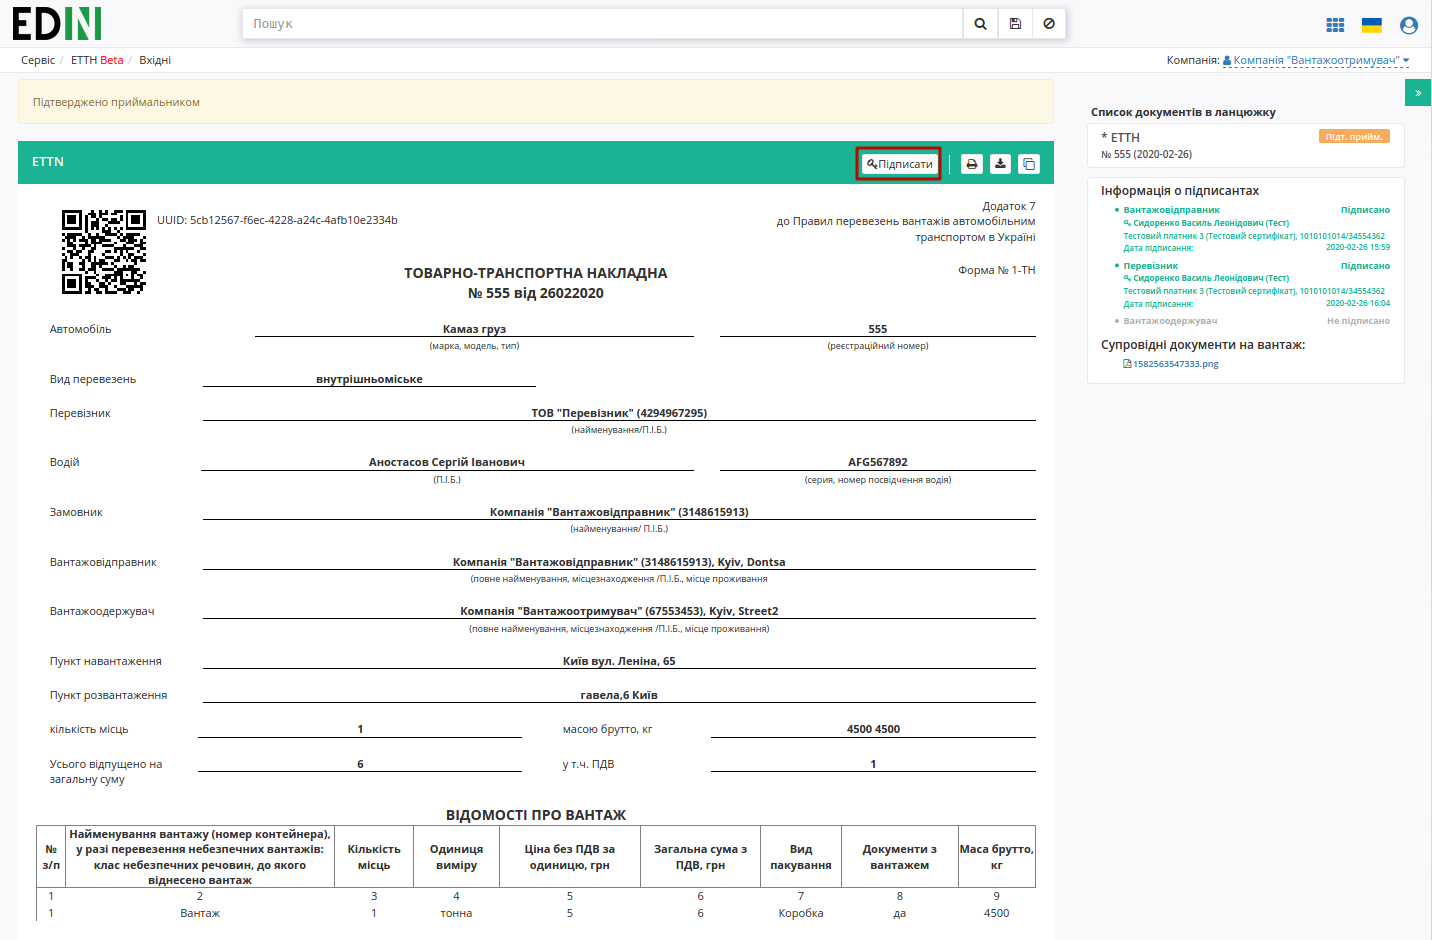 EDIN
Пошук
Сервіс / ЕТТН Beta / Вхідні
Компанія: Компанія "Вантажоотримувач"
»
Підтверджено приймальником
ETTN
Підписати
UUID: 5cb12567-f6ec-4228-a24c-4afb10e2334b
Додаток 7
до Правил перевезень вантажів автомобільним
транспортом в Україні
Форма № 1-ТН
ТОВАРНО-ТРАНСПОРТНА НАКЛАДНА
№ 555 від 26022020
Автомобіль Камаз груз 555
(марка, модель, тип) (реєстраційний номер)
Вид перевезень внутрішньоміське
Перевізник ТОВ "Перевізник" (4294967295)
(найменування/П.І.Б.)
Водій Аностасов Сергій Іванович AFG567892
(П.І.Б.) (серия, номер посвідчення водія)
Замовник Компанія "Вантажовідправник" (3148615913)
(найменування/ П.І.Б.)
Вантажовідправник Компанія "Вантажовідправник" (3148615913), Kyiv, Dontsa
(повне найменування, місцезнаходження /П.І.Б., місце проживання
Вантажоодержувач Компанія "Вантажоотримувач" (67553453), Kyiv, Street2
(повне найменування, місцезнаходження /П.І.Б., місце проживання)
Пункт навантаження Київ вул. Леніна, 65
Пункт розвантаження гавела,6 Київ
кількість місць 1 масою брутто, кг 4500 4500
Усього відпущено на загальну суму 6 у т.ч. ПДВ 1
ВІДОМОСТІ ПРО ВАНТАЖ
№ з/п Найменування вантажу (номер контейнера), у разі перевезення небезпечних вантажів: клас небезпечних речовин, до якого віднесено вантаж Кількість місць Одиниця виміру Ціна без ПДВ за одиницю, грн Загальна сума з ПДВ, грн Вид пакування Документи з вантажем Маса брутто, кг
1 2 3 4 5 6 7 8 9
1 Вантаж 1 тонна 5 6 Коробка да 4500
Список документів в ланцюжку
* ЕТТН Підт. прийм.
№ 555 (2020-02-26)
Інформація о підписантах
Вантажовідправник Підписано
Сидоренко Василь Леонідович (Тест)
Тестовий платник 3 (Тестовий сертифікат), 1010101014/34554362
Дата підписання: 2020-02-26 15:59
Перевізник Підписано
Сидоренко Василь Леонідович (Тест)
Тестовий платник 3 (Тестовий сертифікат), 1010101014/34554362
Дата підписання: 2020-02-26 16:04
Вантажоодержувач Не підписано
Супровідні документи на вантаж:
1582563547333.png